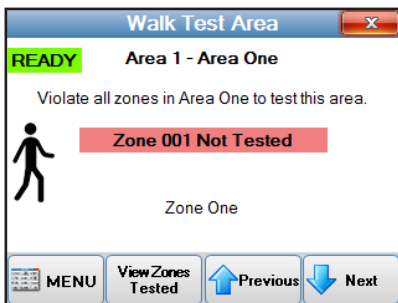 Walk Test Area
READY
Area 1 - Area One
Violate all zones in Area One to test this area.
Zone 001 Not Tested
Zone One
MENU
View Zones
Tested
Previous
Next